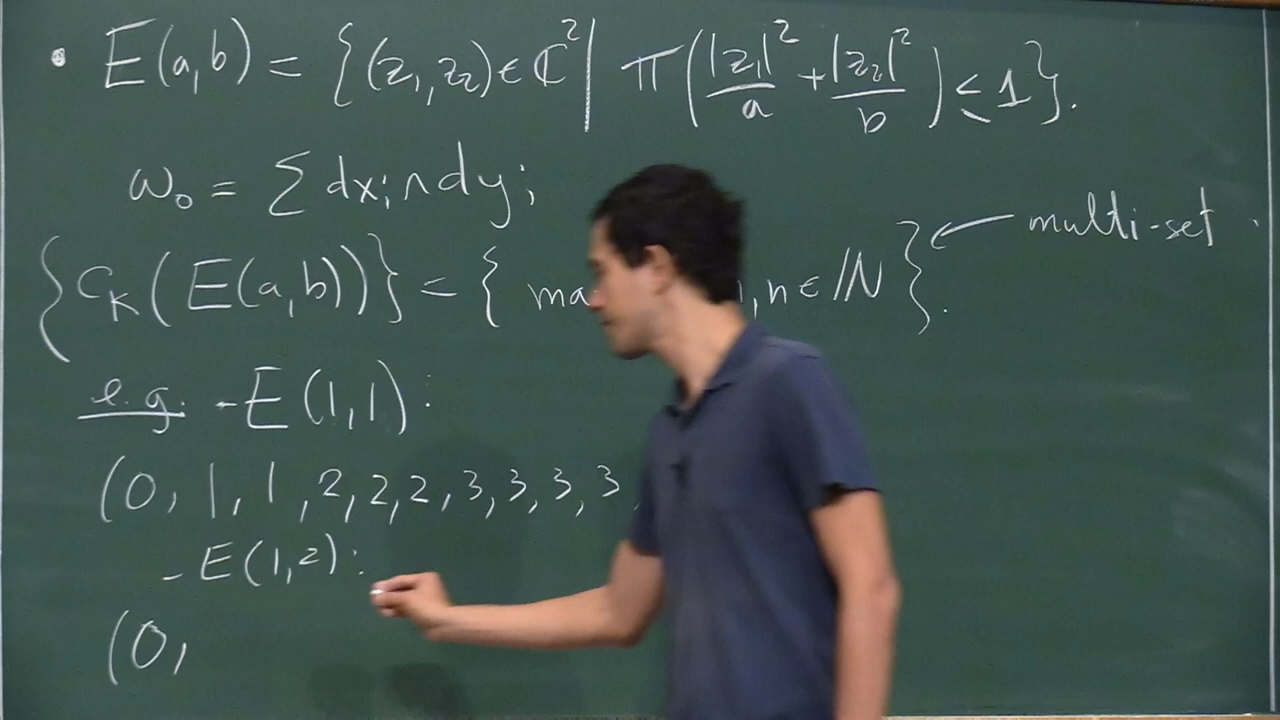 • E(a,b) = {(z₁,z₂) ∈ ℂ² | π(|z₁|²/a + |z₂|²/b) ≤ 1}.
ω₀ = Σ dxᵢ ∧ dyᵢ
{c_K(E(a,b))} = { ,n ∈ ℕ}. ← multi-set.
e.g. - E(1,1):
(0, 1, 1, 2, 2, 2, 3, 3, 3, 3,
- E(1,2):
(0,